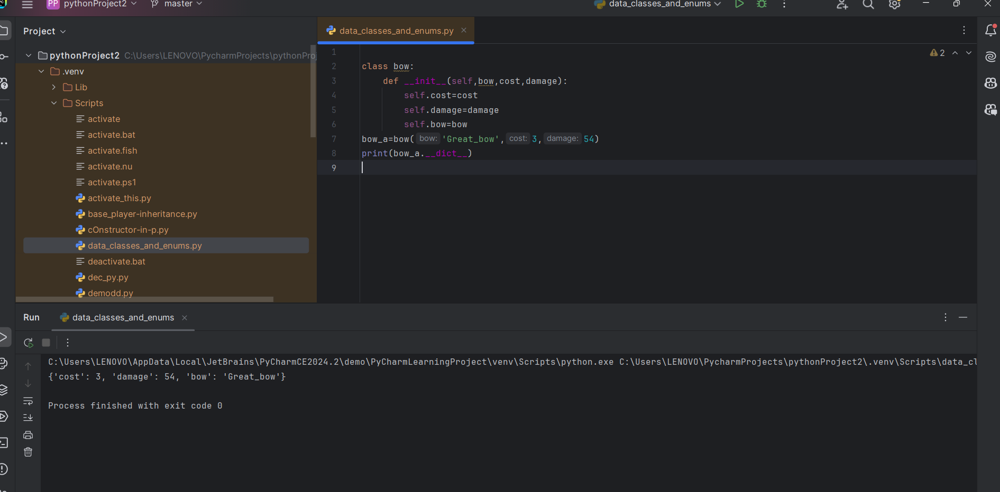 PP pythonProject2 master data_classes_and_enums
Project
pythonProject2 C:\Users\LENOVO\PycharmProjects\pythonProj
.venv
Lib
Scripts
activate
activate.bat
activate.fish
activate.nu
activate.ps1
activate_this.py
base_player-inheritance.py
cOnstructor-in-p.py
data_classes_and_enums.py
deactivate.bat
dec_py.py
demodd.py
data_classes_and_enums.py
2
1
2 class bow:
3     def __init__(self,bow,cost,damage):
4         self.cost=cost
5         self.damage=damage
6         self.bow=bow
7 bow_a=bow( bow: 'Great_bow', cost: 3, damage: 54)
8 print(bow_a.__dict__)
9
Run data_classes_and_enums
C:\Users\LENOVO\AppData\Local\JetBrains\PyCharmCE2024.2\demo\PyCharmLearningProject\venv\Scripts\python.exe C:\Users\LENOVO\PycharmProjects\pythonProject2\.venv\Scripts\data_cl
{'cost': 3, 'damage': 54, 'bow': 'Great_bow'}
Process finished with exit code 0